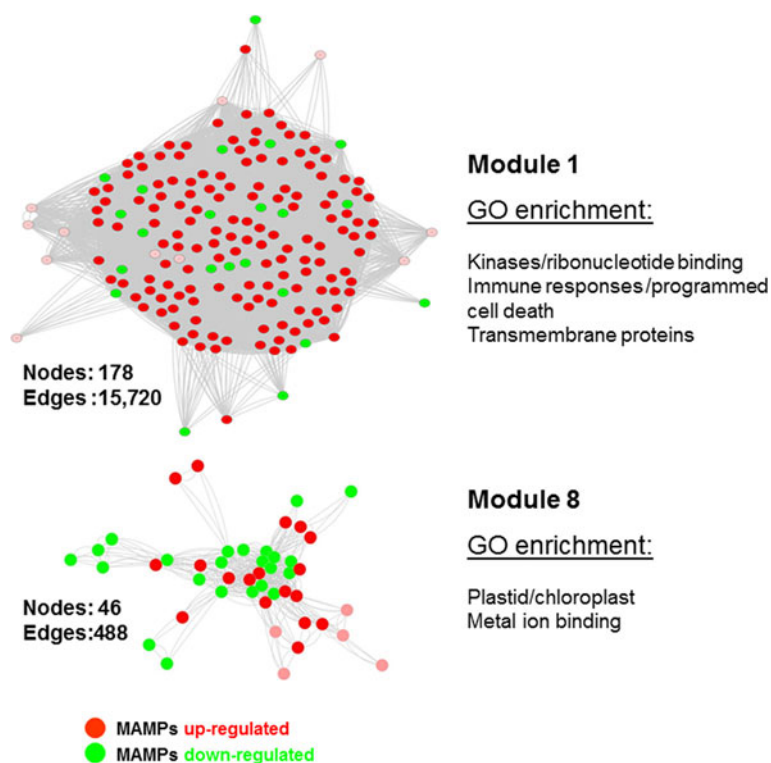 Module 1
GO enrichment:
Kinases/ribonucleotide binding
Immune responses/programmed
cell death
Transmembrane proteins
Nodes: 178
Edges :15,720
Module 8
GO enrichment:
Plastid/chloroplast
Metal ion binding
Nodes: 46
Edges:488
MAMPs up-regulated
MAMPs down-regulated